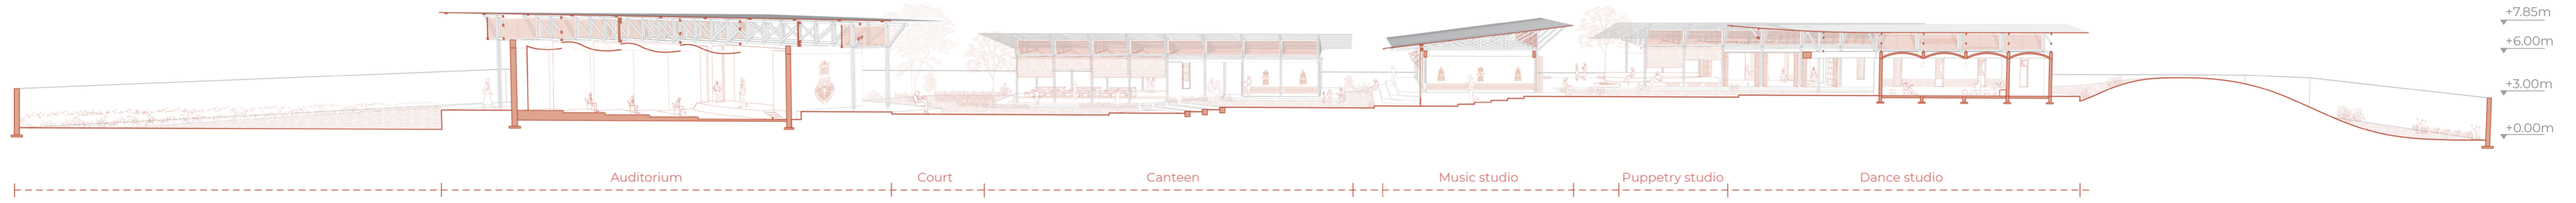 +7.85m
+6.00m
+3.00m
+0.00m
Auditorium
Court
Canteen
Music studio
Puppetry studio
Dance studio